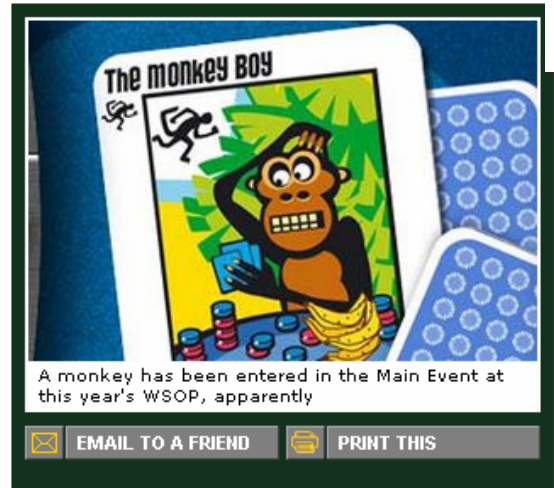 The MONKEY BOY
A monkey has been entered in the Main Event at
this year's WSOP, apparently
EMAIL TO A FRIEND
PRINT THIS